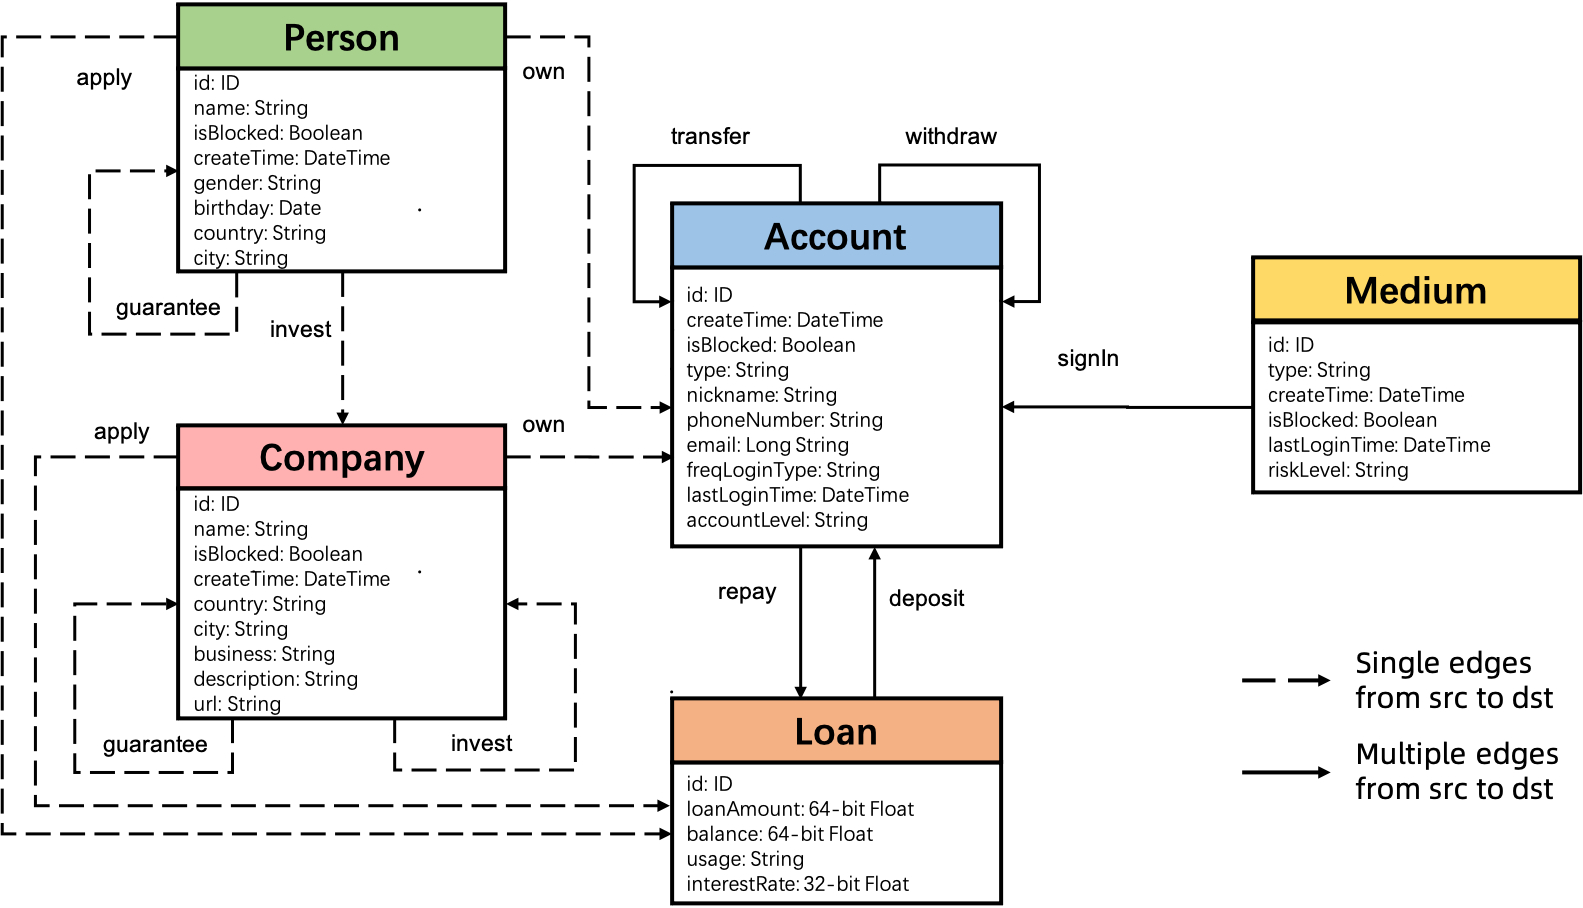 Person
id: ID
name: String
isBlocked: Boolean
createTime: DateTime
gender: String
birthday: Date
country: String
city: String
apply
own
guarantee
invest
transfer
withdraw
Account
id: ID
createTime: DateTime
isBlocked: Boolean
type: String
nickname: String
phoneNumber: String
email: Long String
freqLoginType: String
lastLoginTime: DateTime
accountLevel: String
signIn
Medium
id: ID
type: String
createTime: DateTime
isBlocked: Boolean
lastLoginTime: DateTime
riskLevel: String
apply
own
Company
id: ID
name: String
isBlocked: Boolean
createTime: DateTime
country: String
city: String
business: String
description: String
url: String
guarantee
invest
repay
deposit
Loan
id: ID
loanAmount: 64-bit Float
balance: 64-bit Float
usage: String
interestRate: 32-bit Float
Single edges
from src to dst
Multiple edges
from src to dst